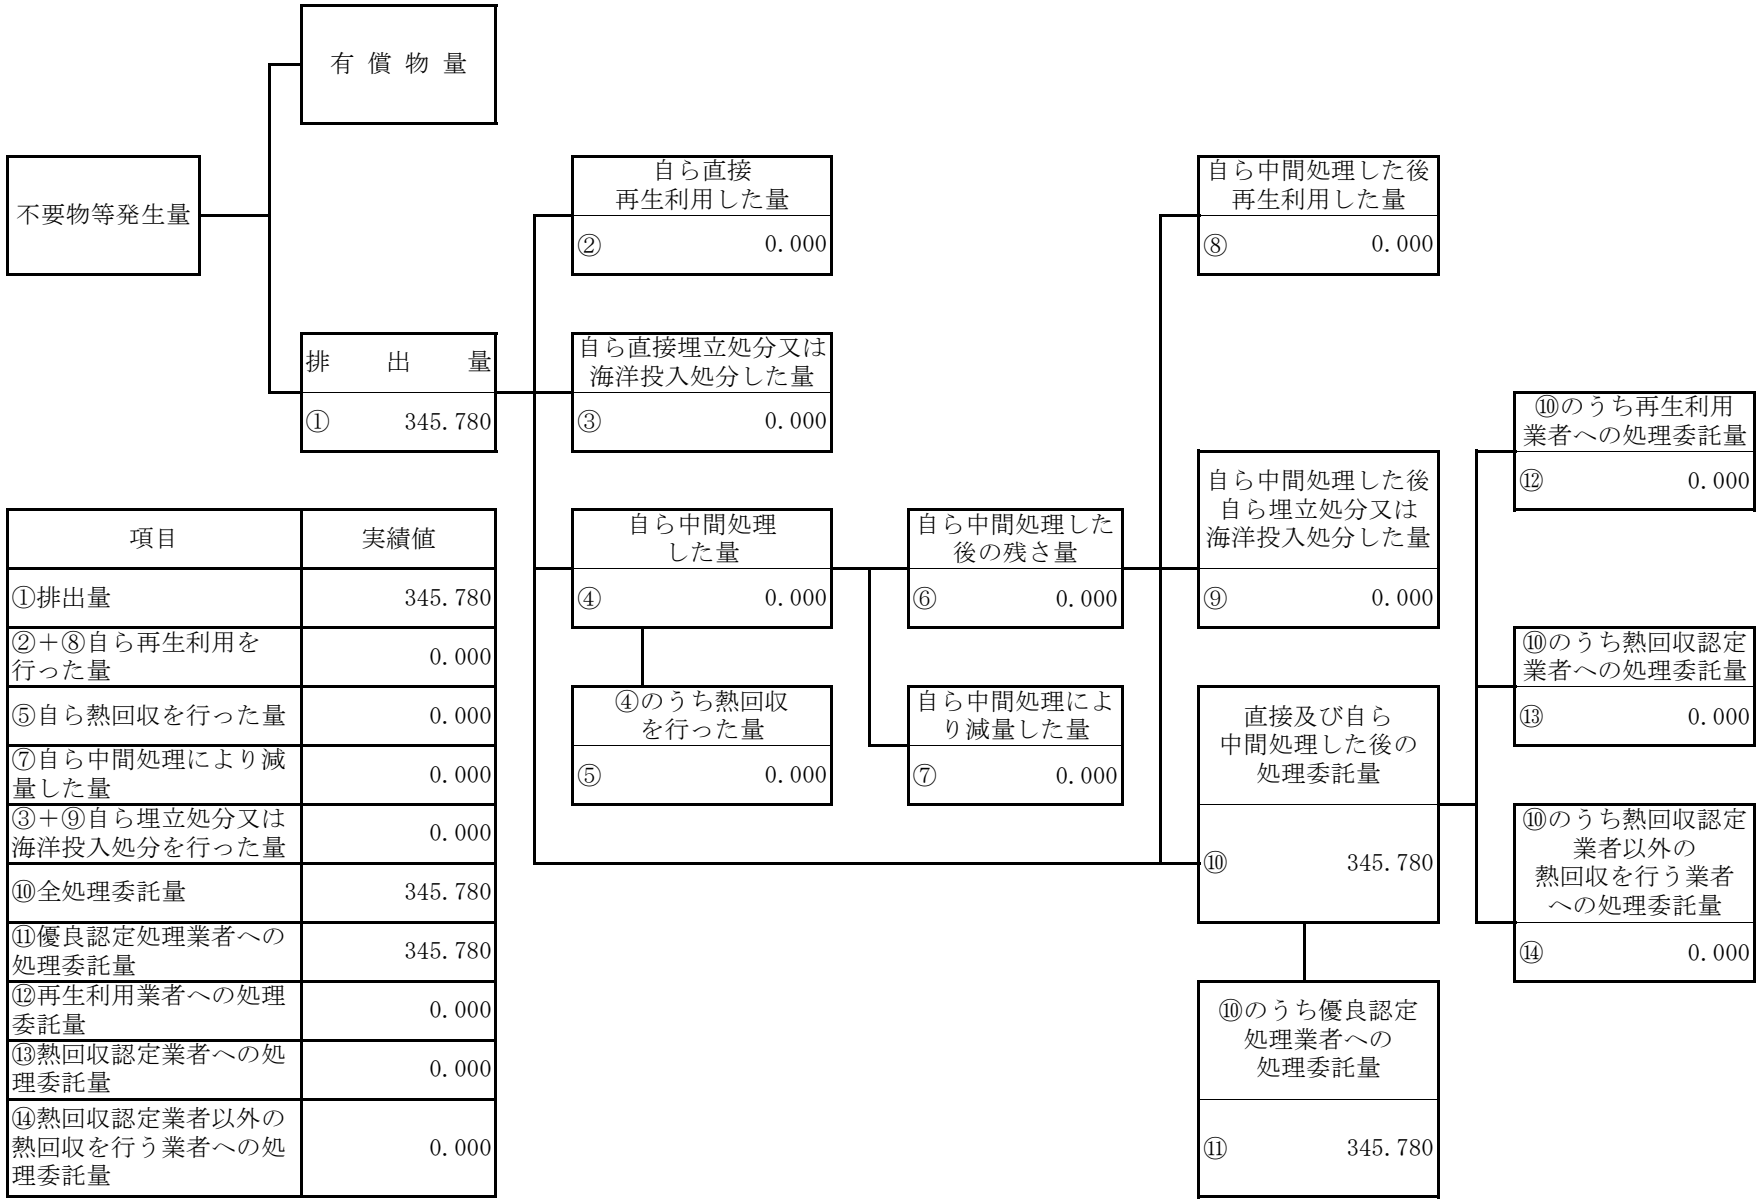 有 償 物 量
不要物等発生量
自ら直接
再生利用した量
② 0.000
自ら中間処理した後
再生利用した量
⑧ 0.000
排 出 量
① 345.780
自ら直接埋立処分又は
海洋投入処分した量
③ 0.000
⑩のうち再生利用
業者への処理委託量
⑫ 0.000
自ら中間処理した後
自ら埋立処分又は
海洋投入処分した量
⑨ 0.000
自ら中間処理
した量
④ 0.000
自ら中間処理した
後の残さ量
⑥ 0.000
⑩のうち熱回収認定
業者への処理委託量
⑬ 0.000
④のうち熱回収
を行った量
⑤ 0.000
自ら中間処理によ
り減量した量
⑦ 0.000
直接及び自ら
中間処理した後の
処理委託量
⑩ 345.780
⑩のうち熱回収認定
業者以外の
熱回収を行う業者
への処理委託量
⑭ 0.000
⑩のうち優良認定
処理業者への
処理委託量
⑪ 345.780
項目 実績値
①排出量 345.780
②＋⑧自ら再生利用を
行った量 0.000
⑤自ら熱回収を行った量 0.000
⑦自ら中間処理により減
量した量 0.000
③＋⑨自ら埋立処分又は
海洋投入処分を行った量 0.000
⑩全処理委託量 345.780
⑪優良認定処理業者への
処理委託量 345.780
⑫再生利用業者への処理
委託量 0.000
⑬熱回収認定業者への処
理委託量 0.000
⑭熱回収認定業者以外の
熱回収を行う業者への処
理委託量 0.000